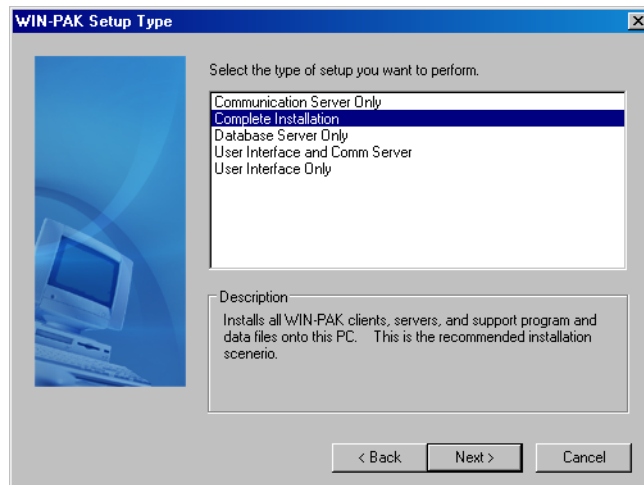 WIN-PAK Setup Type
Select the type of setup you want to perform.
Communication Server Only
Complete Installation
Database Server Only
User Interface and Comm Server
User Interface Only
Description
Installs all WIN-PAK clients, servers, and support program and
data files onto this PC. This is the recommended installation
scenerio.
< Back
Next >
Cancel